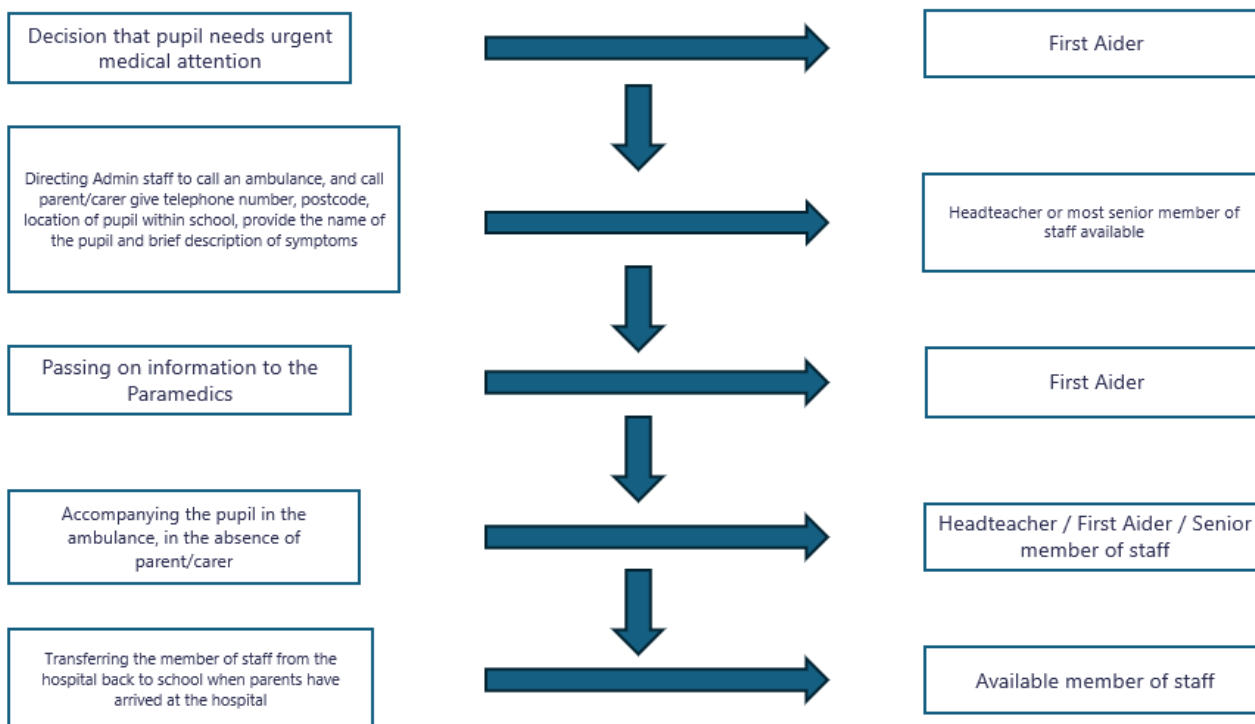 Decision that pupil needs urgent
medical attention
First Aider
Directing Admin staff to call an ambulance, and call
parent/carer give telephone number, postcode,
location of pupil within school, provide the name of
the pupil and brief description of symptoms
Headteacher or most senior member of
staff available
Passing on information to the
Paramedics
First Aider
Accompanying the pupil in the
ambulance, in the absence of
parent/carer
Headteacher / First Aider / Senior
member of staff
Transferring the member of staff from the
hospital back to school when parents have
arrived at the hospital
Available member of staff